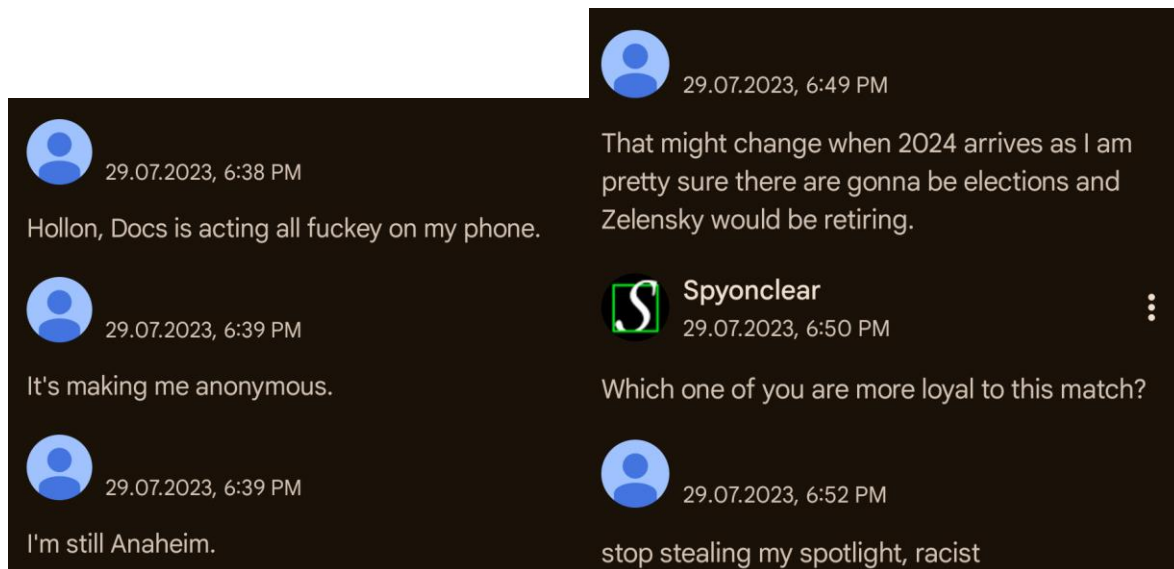 29.07.2023, 6:38 PM
Hollon, Docs is acting all fuckey on my phone.
29.07.2023, 6:39 PM
It's making me anonymous.
29.07.2023, 6:39 PM
I'm still Anaheim.
29.07.2023, 6:49 PM
That might change when 2024 arrives as I am
pretty sure there are gonna be elections and
Zelensky would be retiring.
S
Spyonclear
29.07.2023, 6:50 PM
Which one of you are more loyal to this match?
29.07.2023, 6:52 PM
stop stealing my spotlight, racist